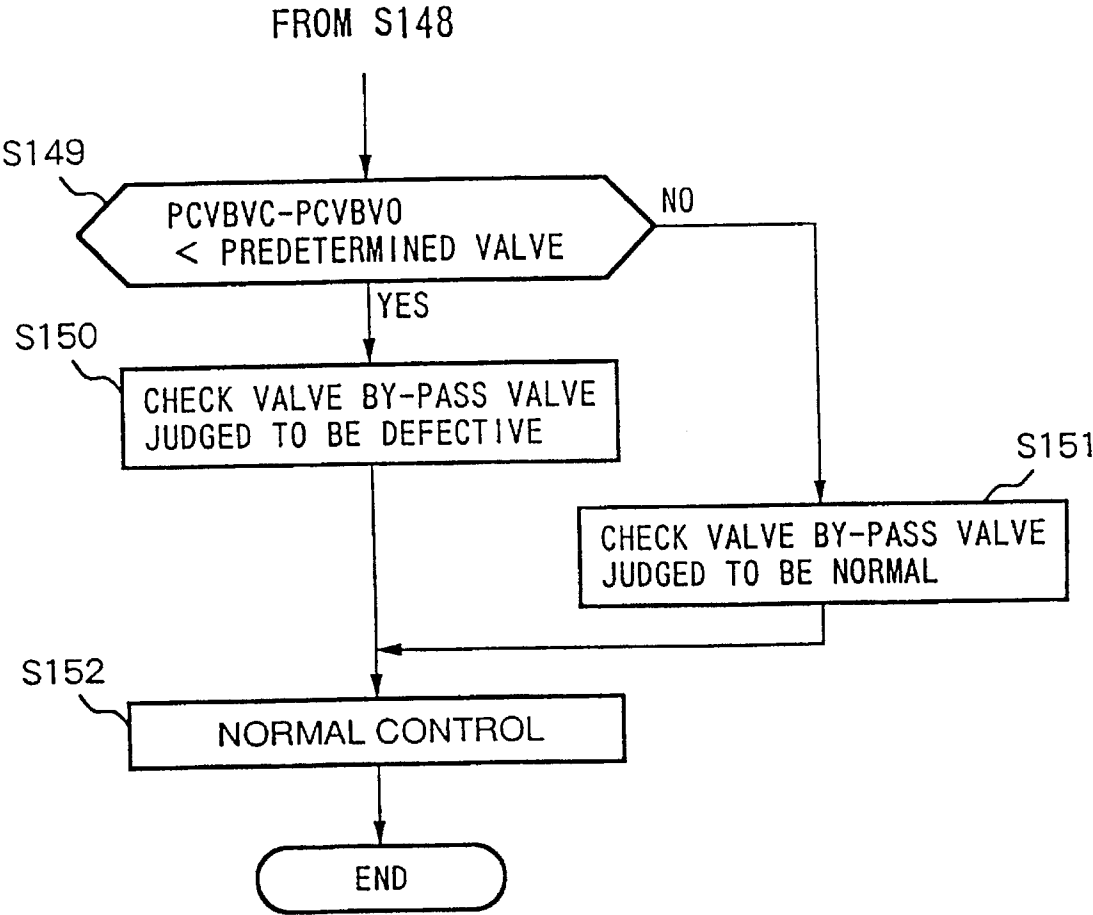 FROM S148
S149
PCVBVC-PCVBVO
< PREDETERMINED VALVE
NO
YES
S150
CHECK VALVE BY-PASS VALVE
JUDGED TO BE DEFECTIVE
S151
CHECK VALVE BY-PASS VALVE
JUDGED TO BE NORMAL
S152
NORMAL CONTROL
END